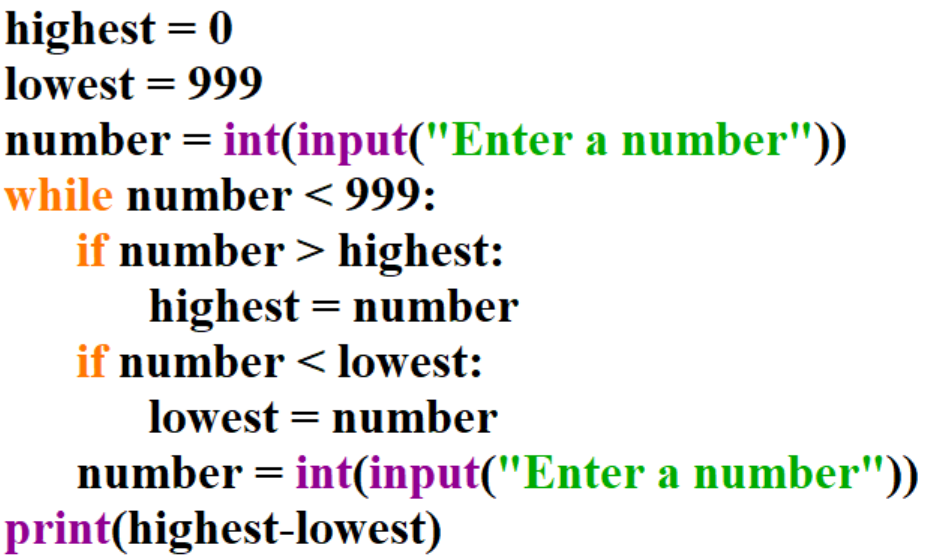 highest = 0
lowest = 999
number = int(input("Enter a number"))
while number < 999:
    if number > highest:
        highest = number
    if number < lowest:
        lowest = number
    number = int(input("Enter a number"))
print(highest-lowest)